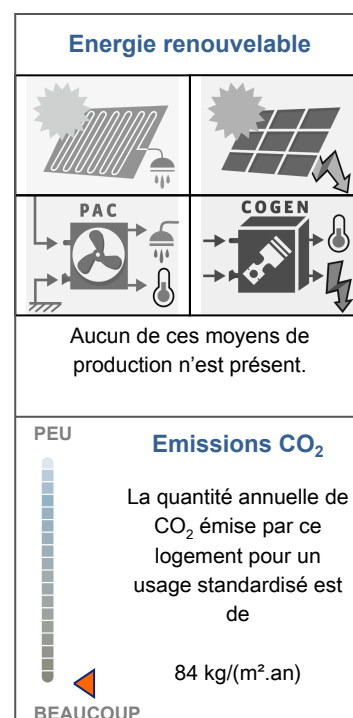 Energie renouvelable
PAC
COGEN
Aucun de ces moyens de
production n'est présent.
PEU
Emissions CO₂
La quantité annuelle de
CO₂ émise par ce
logement pour un
usage standardisé est
de
84 kg/(m².an)
BEAUCOUP